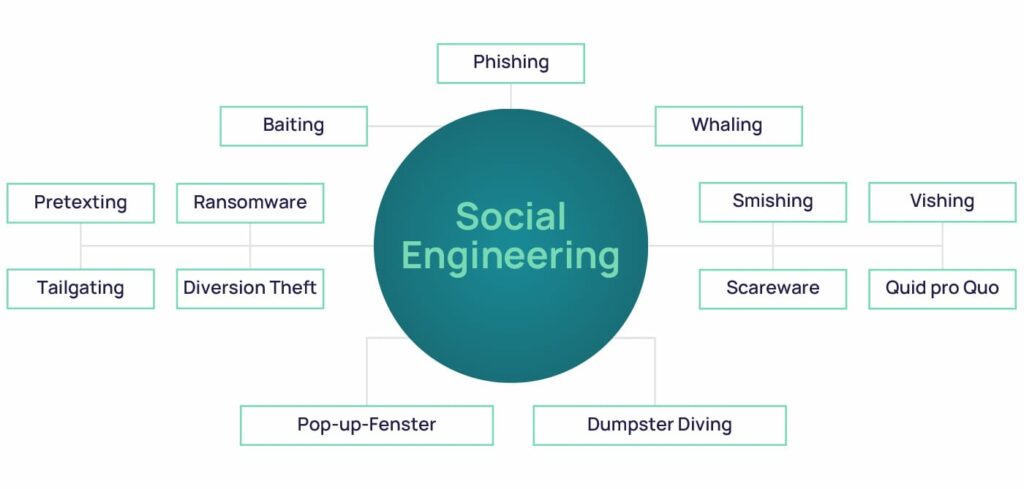 Phishing
Baiting
Whaling
Pretexting
Ransomware
Smishing
Vishing
Social
Engineering
Tailgating
Diversion Theft
Scareware
Quid pro Quo
Pop-up-Fenster
Dumpster Diving